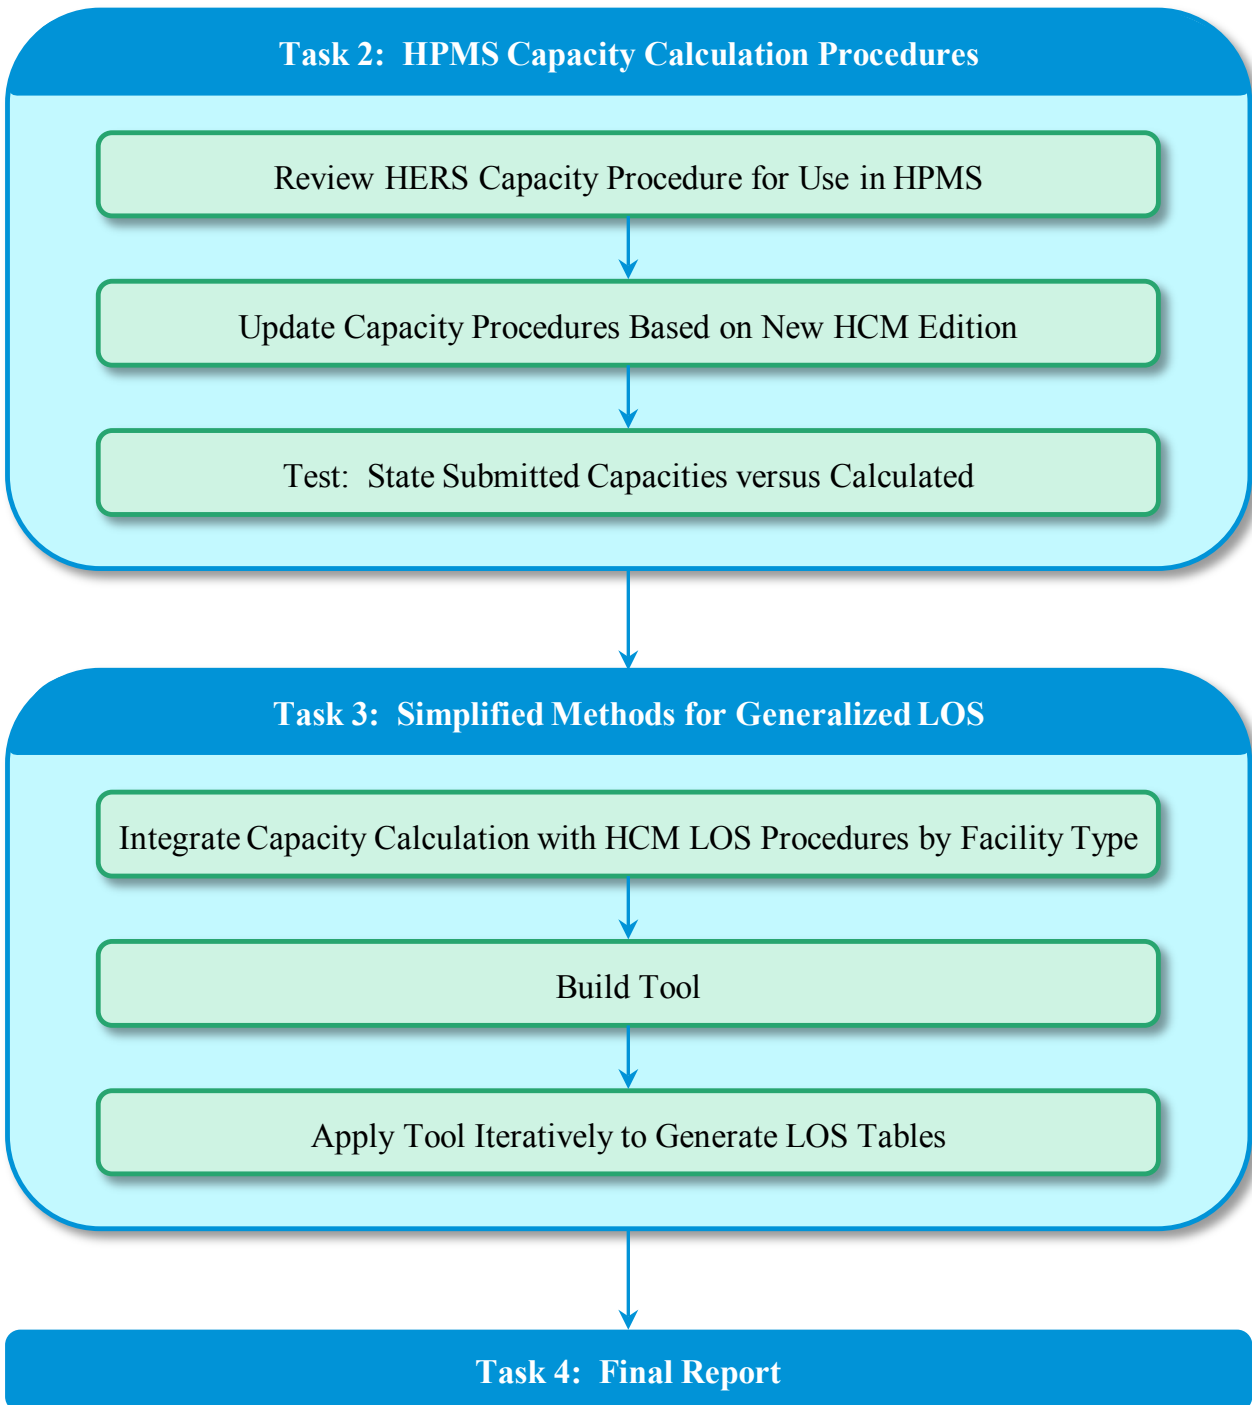 Task 2:  HPMS Capacity Calculation Procedures
Review HERS Capacity Procedure for Use in HPMS
Update Capacity Procedures Based on New HCM Edition
Test:  State Submitted Capacities versus Calculated
Task 3:  Simplified Methods for Generalized LOS
Integrate Capacity Calculation with HCM LOS Procedures by Facility Type
Build Tool
Apply Tool Iteratively to Generate LOS Tables
Task 4:  Final Report